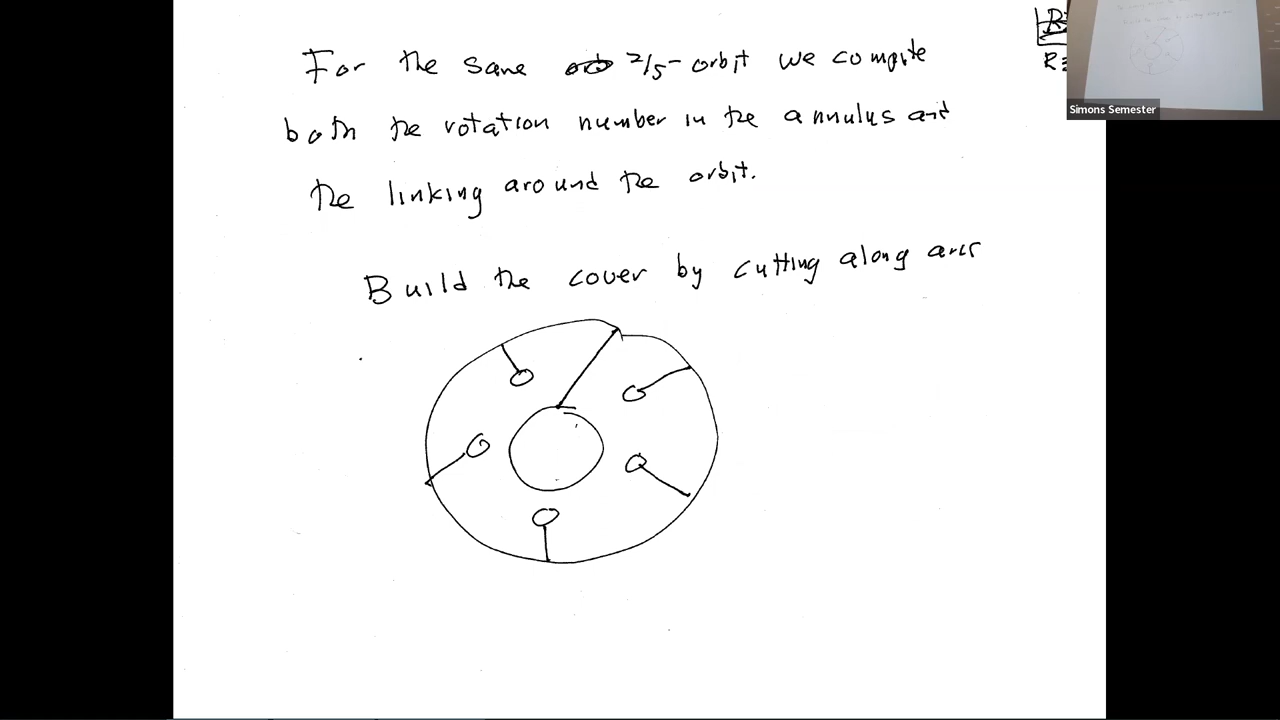 For the same 2/5-orbit we compute
both the rotation number in the annulus and
the linking around the orbit.
Build the cover by cutting along arcs
Simons Semester